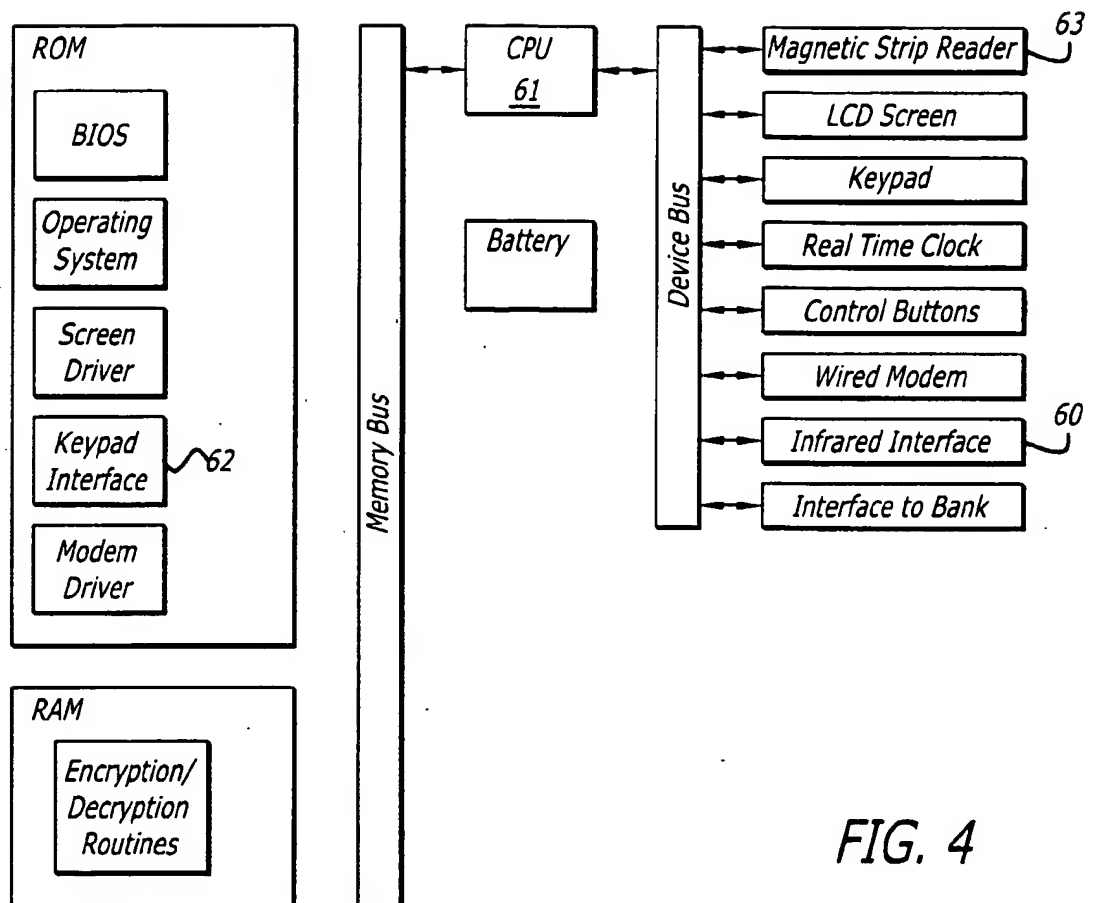 ROM
BIOS
Operating
System
Screen
Driver
Keypad
Interface
62
Modem
Driver
RAM
Encryption/
Decryption
Routines
Memory Bus
CPU
61
Battery
Device Bus
Magnetic Strip Reader
63
LCD Screen
Keypad
Real Time Clock
Control Buttons
Wired Modem
Infrared Interface
60
Interface to Bank
FIG. 4